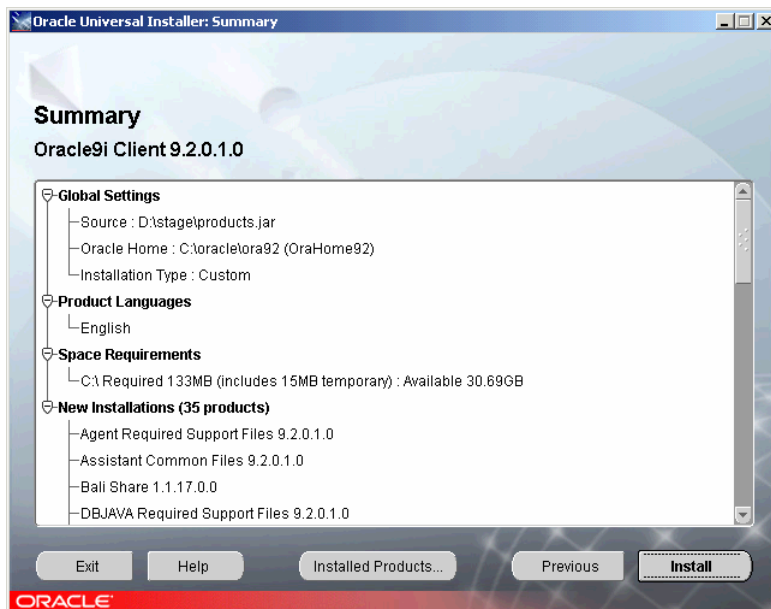 Oracle Universal Installer: Summary
Summary
Oracle9i Client 9.2.0.1.0
Global Settings
Source : D:\stage\products.jar
Oracle Home : C:\oracle\ora92 (OraHome92)
Installation Type : Custom
Product Languages
English
Space Requirements
C:\ Required 133MB (includes 15MB temporary) : Available 30.69GB
New Installations (35 products)
Agent Required Support Files 9.2.0.1.0
Assistant Common Files 9.2.0.1.0
Bali Share 1.1.17.0.0
DBJAVA Required Support Files 9.2.0.1.0
Exit Help Installed Products... Previous Install
ORACLE